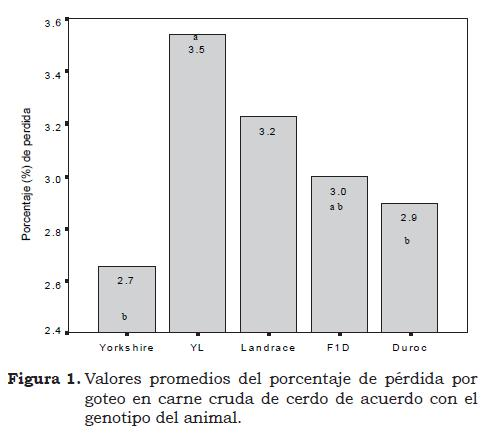 3.6
3.4
3.2
3.0
2.8
2.6
2.4
Porcentaje (%) de perdida
a
3.5
3.2
3.0
a b
2.9
b
2.7
b
Yorkshire YL Landrace F1D Duroc
Figura 1. Valores promedios del porcentaje de pérdida por
goteo en carne cruda de cerdo de acuerdo con el
genotipo del animal.